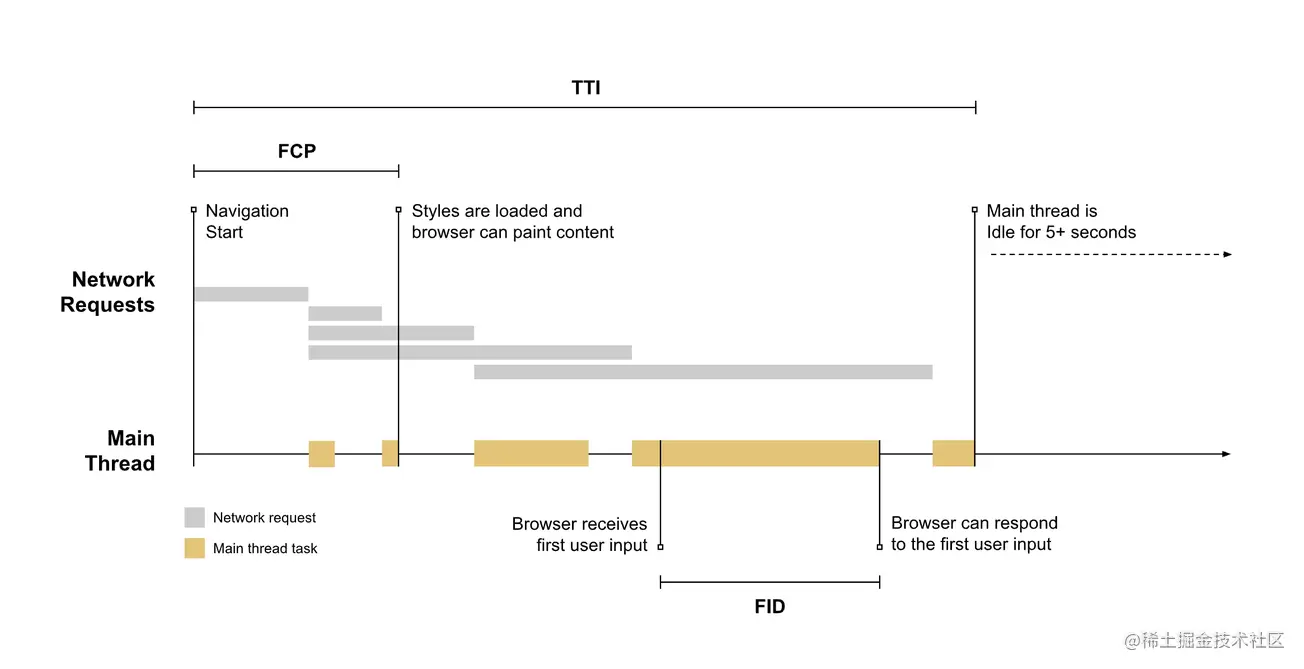 TTI
FCP
Navigation
Start
Styles are loaded and
browser can paint content
Main thread is
Idle for 5+ seconds
Network
Requests
Main
Thread
Network request
Main thread task
Browser receives
first user input
Browser can respond
to the first user input
FID
@稀土掘金技术社区